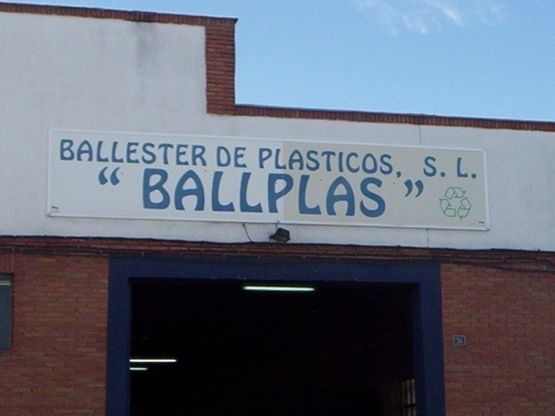 BALLESTER DE PLASTICOS, S. L.
“ BALLPLAS ”